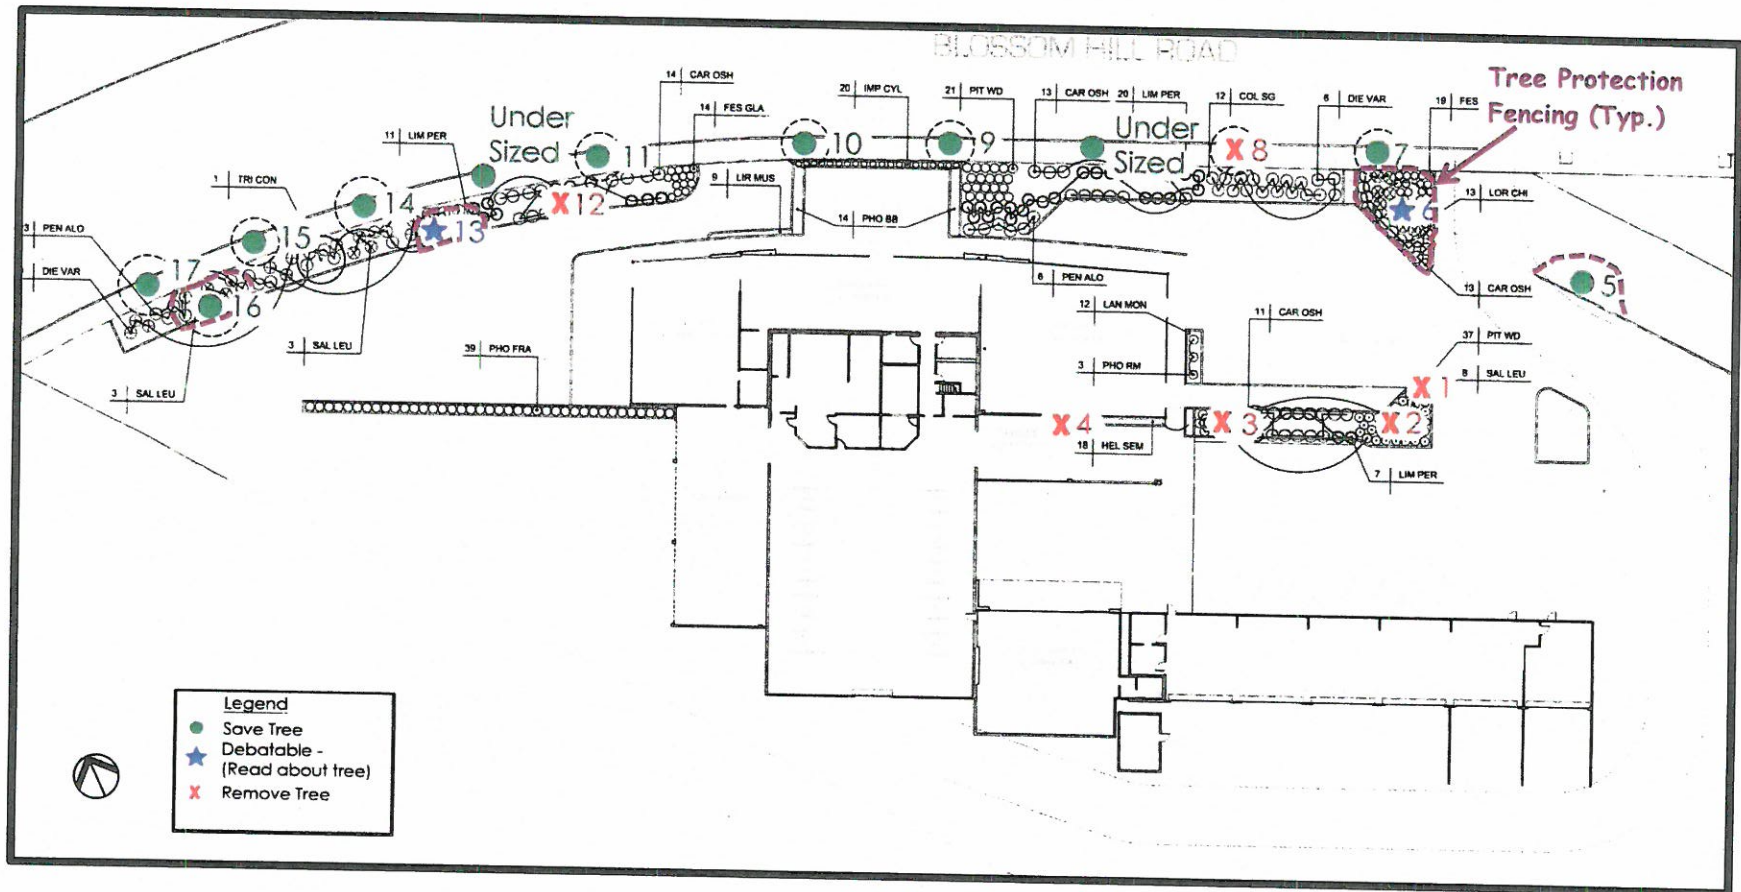 BLOSSOM HILL ROAD
Tree Protection
Fencing (Typ.)
14 CAR OSH
14 FES GLA
20 IMP CYL
21 PIT WD
13 CAR OSH
20 LIM PER
12 COL SG
6 DIE VAR
19 FES
Under
Sized
11 LIM PER
11
10
9
Under
Sized
8
7
1 TRI CON
9 LIR MUS
14 PHO BB
13 LOR CHI
6
12
13
14
15
3 PEN ALO
DIE VAR
17
16
6 PEN ALO
13 CAR OSH
5
12 LAN MON
11 CAR OSH
3 SAL LEU
39 PHO FRA
3 PHO RM
37 PIT WD
8 SAL LEU
3 SAL LEU
1
2
3
4
18 HEL SEM
7 LIM PER
Legend
Save Tree
Debatable -
(Read about tree)
Remove Tree